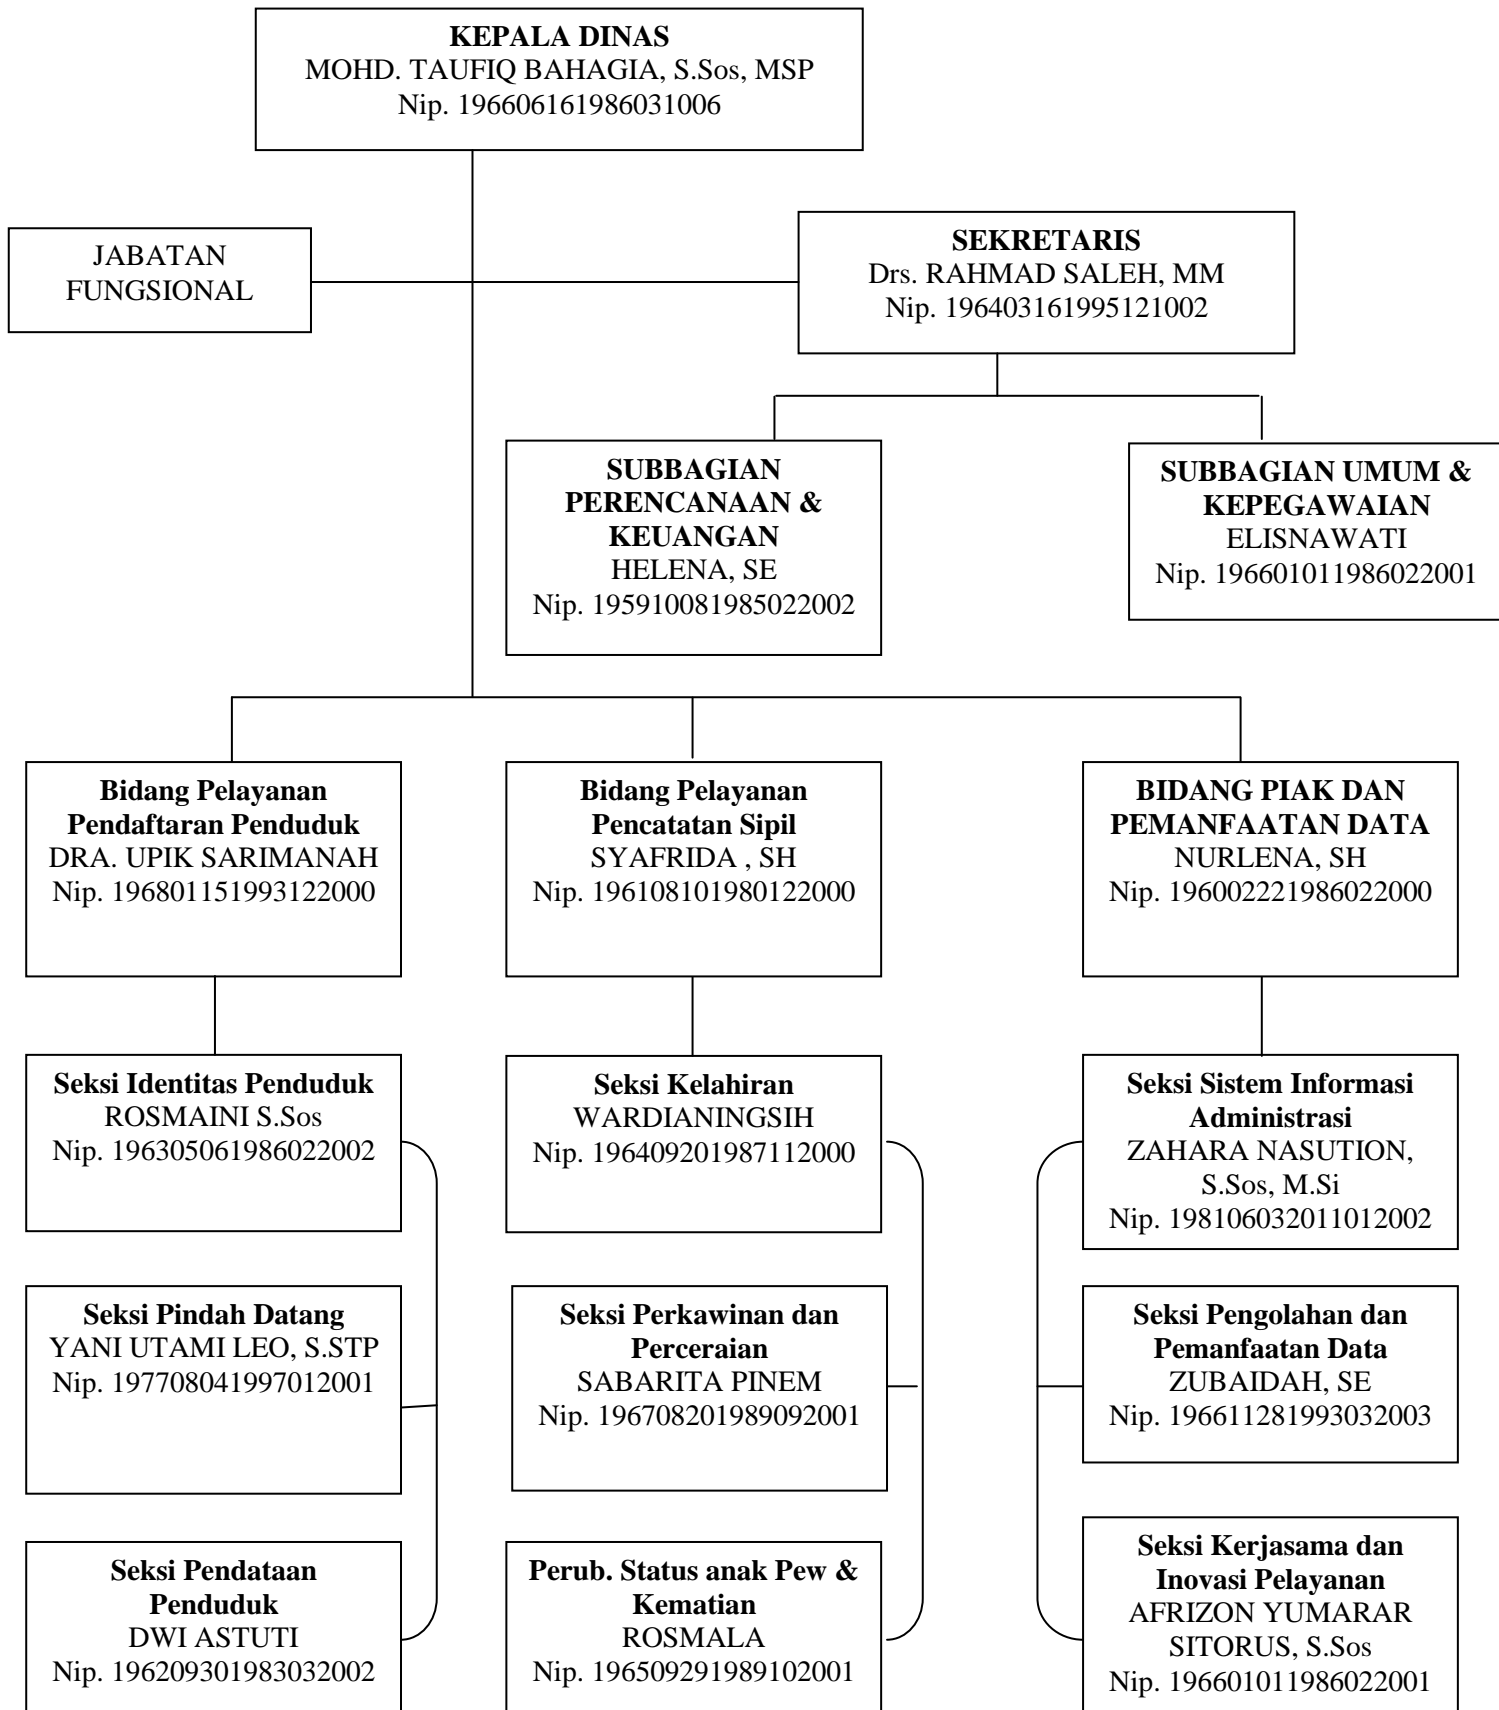 KEPALA DINAS
MOHD. TAUFIQ BAHAGIA, S.Sos, MSP
Nip. 196606161986031006
JABATAN
FUNGSIONAL
SEKRETARIS
Drs. RAHMAD SALEH, MM
Nip. 196403161995121002
SUBBAGIAN
PERENCANAAN &
KEUANGAN
HELENA, SE
Nip. 195910081985022002
SUBBAGIAN UMUM &
KEPEGAWAIAN
ELISNAWATI
Nip. 196601011986022001
Bidang Pelayanan
Pendaftaran Penduduk
DRA. UPIK SARIMANAH
Nip. 196801151993122000
Bidang Pelayanan
Pencatatan Sipil
SYAFRIDA , SH
Nip. 196108101980122000
BIDANG PIAK DAN
PEMANFAATAN DATA
NURLENA, SH
Nip. 196002221986022000
Seksi Identitas Penduduk
ROSMAINI S.Sos
Nip. 196305061986022002
Seksi Kelahiran
WARDIANINGSIH
Nip. 196409201987112000
Seksi Sistem Informasi
Administrasi
ZAHARA NASUTION,
S.Sos, M.Si
Nip. 198106032011012002
Seksi Pindah Datang
YANI UTAMI LEO, S.STP
Nip. 197708041997012001
Seksi Perkawinan dan
Perceraian
SABARITA PINEM
Nip. 196708201989092001
Seksi Pengolahan dan
Pemanfaatan Data
ZUBAIDAH, SE
Nip. 196611281993032003
Seksi Pendataan
Penduduk
DWI ASTUTI
Nip. 196209301983032002
Perub. Status anak Pew &
Kematian
ROSMALA
Nip. 196509291989102001
Seksi Kerjasama dan
Inovasi Pelayanan
AFRIZON YUMARAR
SITORUS, S.Sos
Nip. 196601011986022001